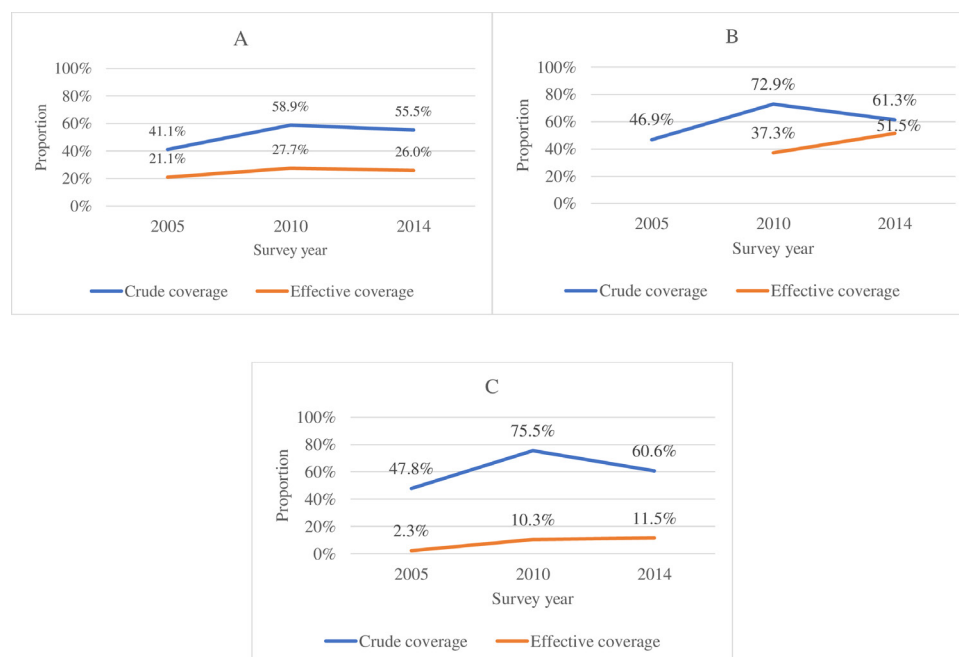 A
100%
80%
60%
40%
20%
0%
Proportion
41.1%
58.9%
55.5%
21.1%
27.7%
26.0%
2005 2010 2014
Survey year
Crude coverage Effective coverage
B
100%
80%
60%
40%
20%
0%
Proportion
46.9%
72.9%
61.3%
37.3%
51.5%
2005 2010 2014
Survey year
Crude coverage Effective coverage
C
100%
80%
60%
40%
20%
0%
Proportion
47.8%
75.5%
60.6%
2.3%
10.3%
11.5%
2005 2010 2014
Survey year
Crude coverage Effective coverage